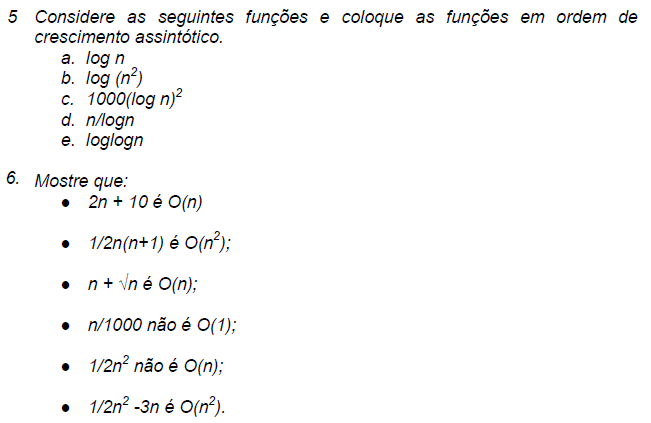 5 Considere as seguintes funções e coloque as funções em ordem de
crescimento assintótico.
a. log n
b. log (n²)
c. 1000(log n)²
d. n/logn
e. loglogn
6. Mostre que:
● 2n + 10 é O(n)
● 1/2n(n+1) é O(n²);
● n + √n é O(n);
● n/1000 não é O(1);
● 1/2n² não é O(n);
● 1/2n² -3n é O(n²).